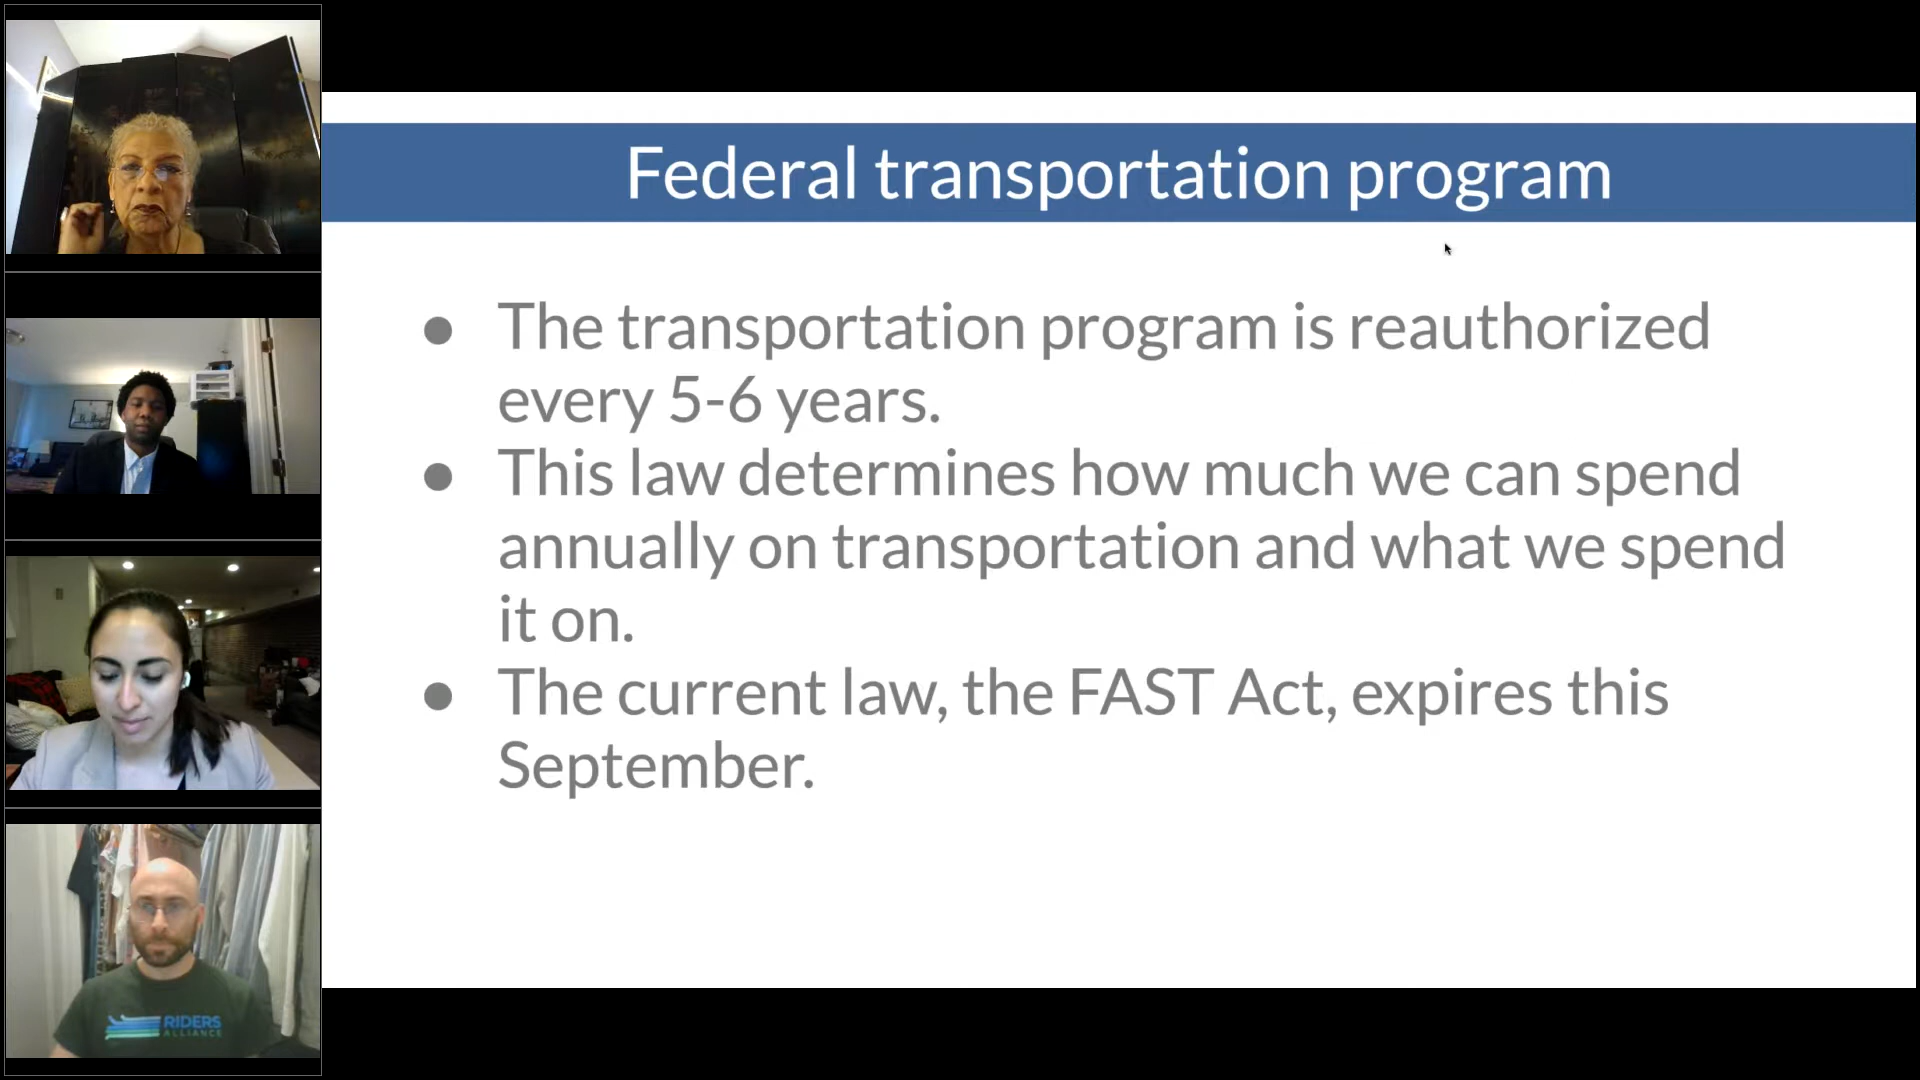 Federal transportation program
● The transportation program is reauthorized
every 5-6 years.
● This law determines how much we can spend
annually on transportation and what we spend
it on.
● The current law, the FAST Act, expires this
September.
RIDERS
ALLIANCE